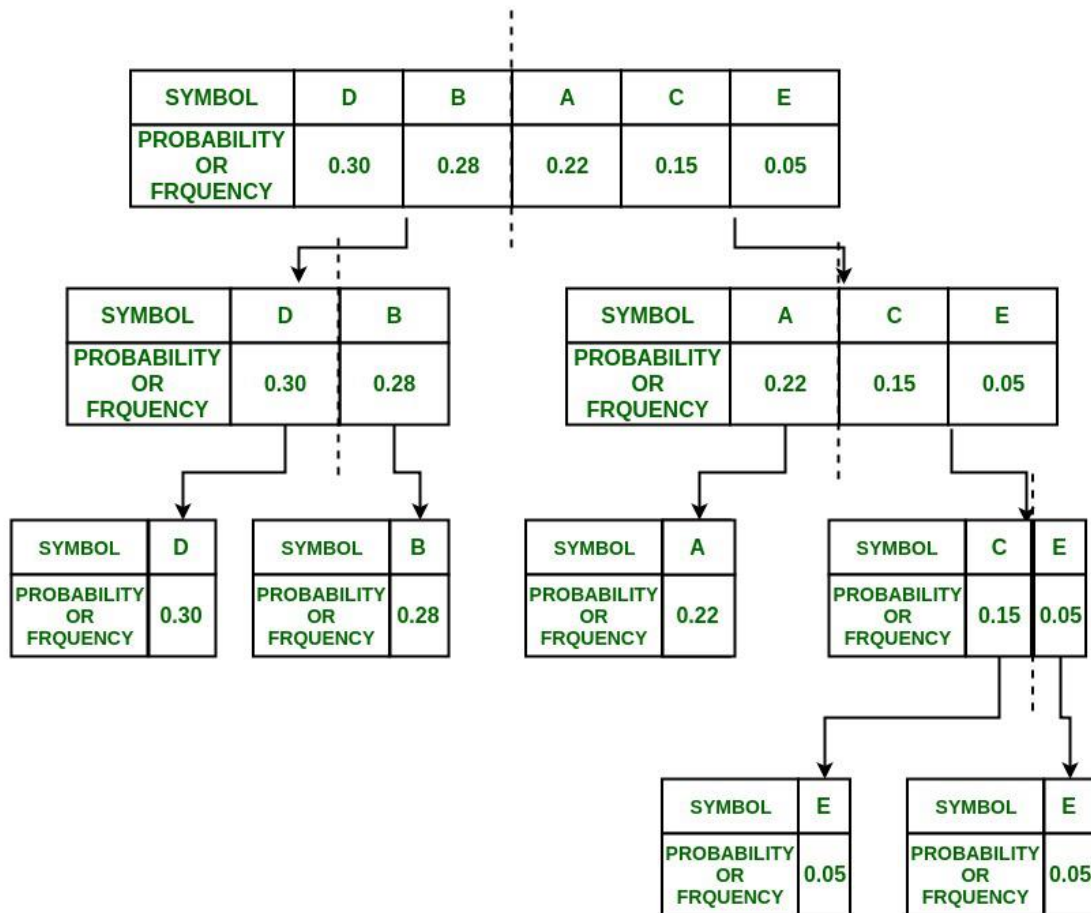 SYMBOL D B A C E
PROBABILITY
OR
FRQUENCY 0.30 0.28 0.22 0.15 0.05
SYMBOL D B
PROBABILITY
OR
FRQUENCY 0.30 0.28
SYMBOL A C E
PROBABILITY
OR
FRQUENCY 0.22 0.15 0.05
SYMBOL D
PROBABILITY
OR
FRQUENCY 0.30
SYMBOL B
PROBABILITY
OR
FRQUENCY 0.28
SYMBOL A
PROBABILITY
OR
FRQUENCY 0.22
SYMBOL C E
PROBABILITY
OR
FRQUENCY 0.15 0.05
SYMBOL E
PROBABILITY
OR
FRQUENCY 0.05
SYMBOL E
PROBABILITY
OR
FRQUENCY 0.05